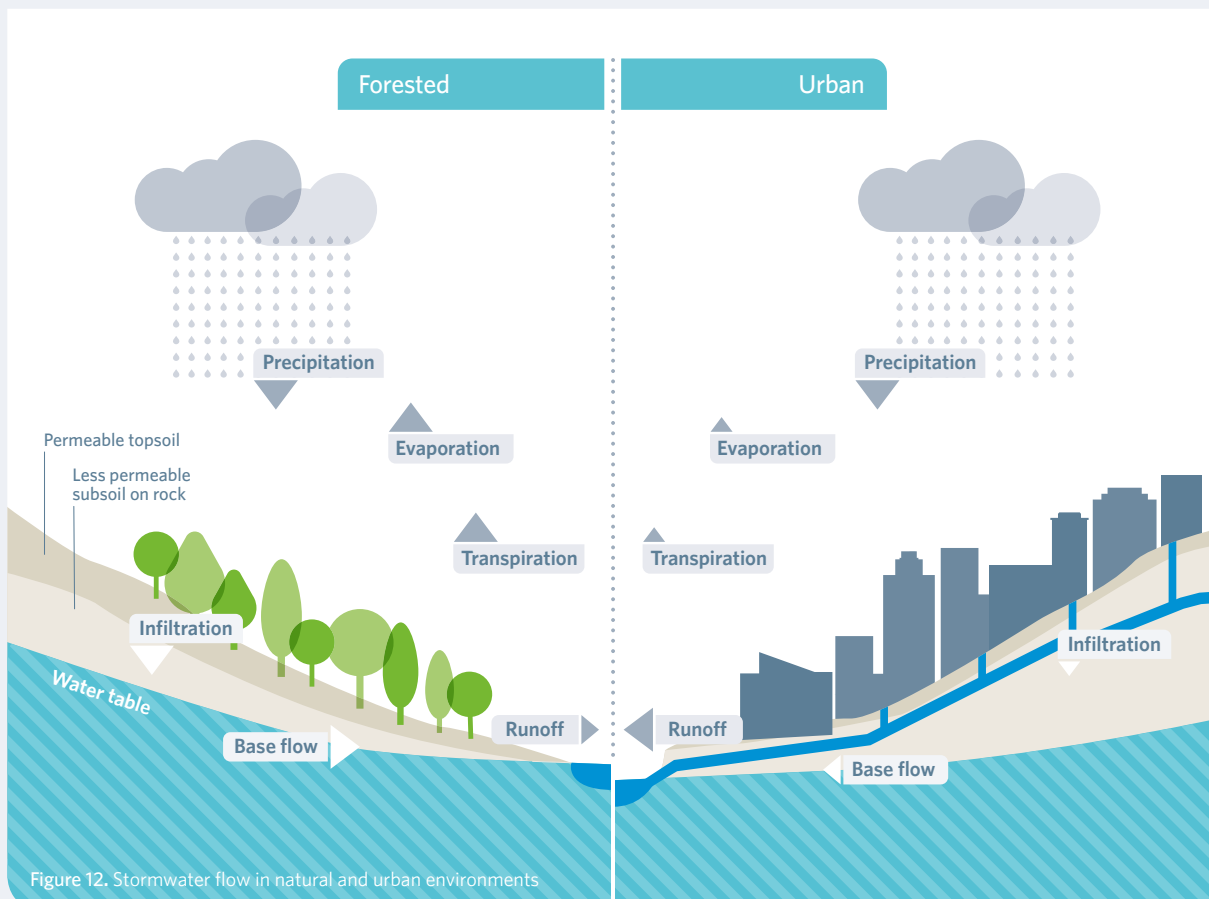 Forested
Urban
Precipitation
Precipitation
Evaporation
Evaporation
Permeable topsoil
Less permeable
subsoil on rock
Transpiration
Transpiration
Infiltration
Infiltration
Water table
Runoff
Runoff
Base flow
Base flow
Figure 12. Stormwater flow in natural and urban environments